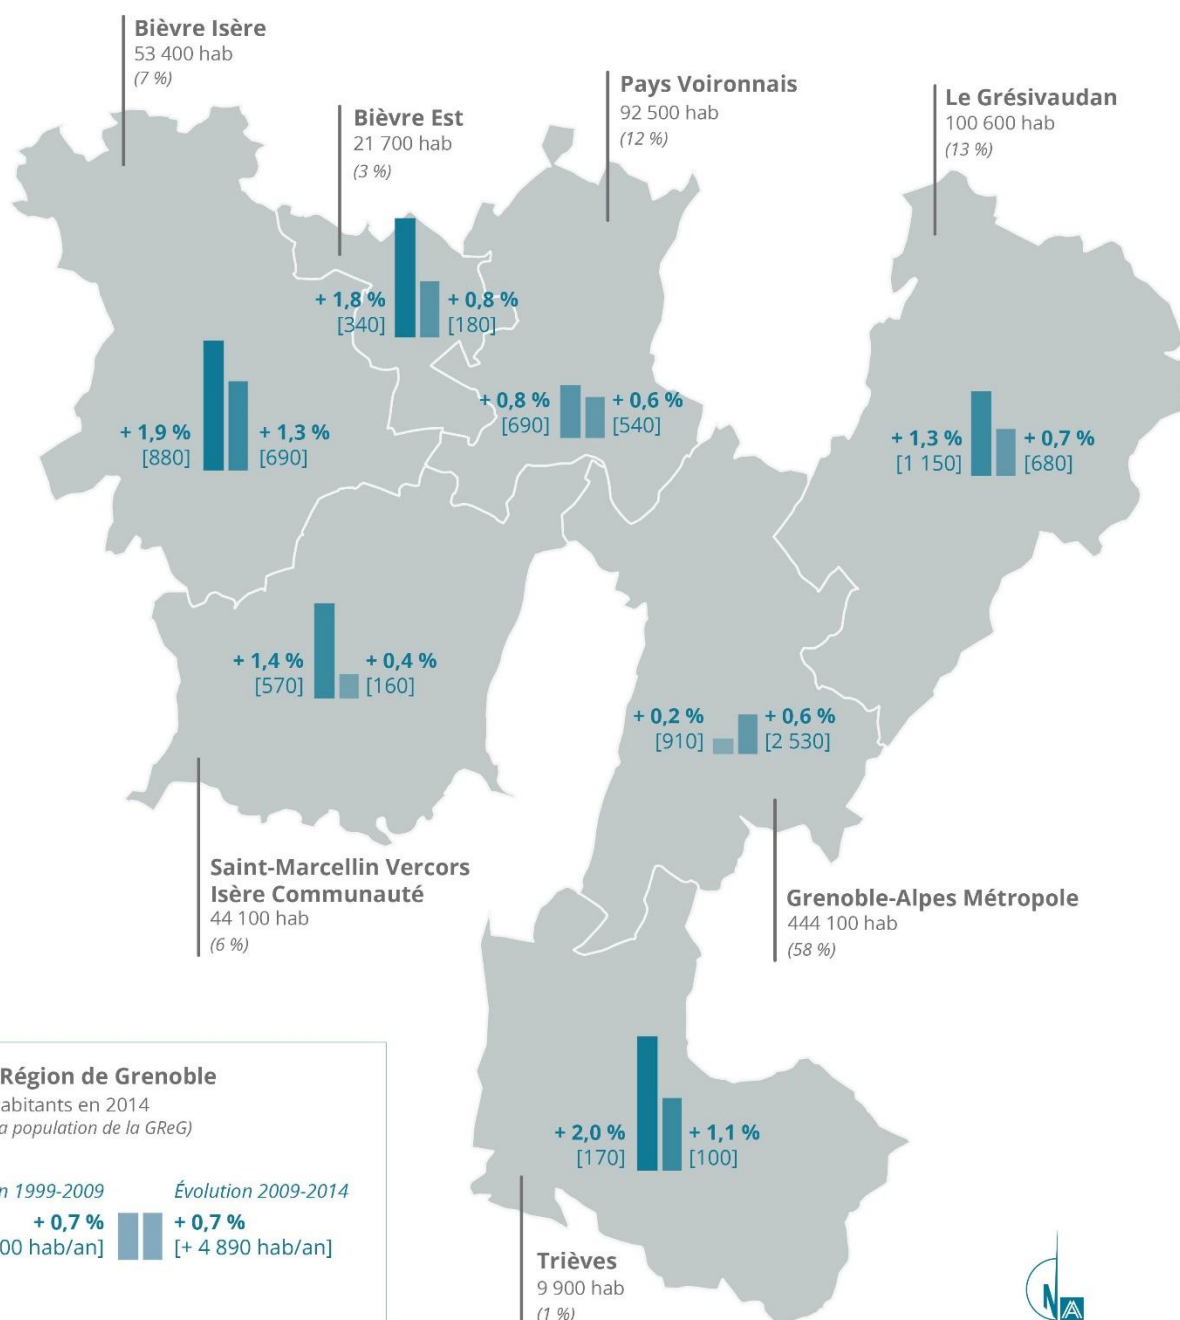 Bièvre Isère
53 400 hab
(7 %)
Bièvre Est
21 700 hab
(3 %)
Pays Voironnais
92 500 hab
(12 %)
Le Grésivaudan
100 600 hab
(13 %)
+ 1,8 %
[340]
+ 0,8 %
[180]
+ 1,9 %
[880]
+ 1,3 %
[690]
+ 0,8 %
[690]
+ 0,6 %
[540]
+ 1,3 %
[1 150]
+ 0,7 %
[680]
+ 1,4 %
[570]
+ 0,4 %
[160]
+ 0,2 %
[910]
+ 0,6 %
[2 530]
Saint-Marcellin Vercors
Isère Communauté
44 100 hab
(6 %)
Grenoble-Alpes Métropole
444 100 hab
(58 %)
+ 2,0 %
[170]
+ 1,1 %
[100]
Trièves
9 900 hab
(1 %)
Région de Grenoble
abitants en 2014
a population de la GReG)
n 1999-2009
+ 0,7 %
00 hab/an]
Évolution 2009-2014
+ 0,7 %
[+ 4 890 hab/an]
N